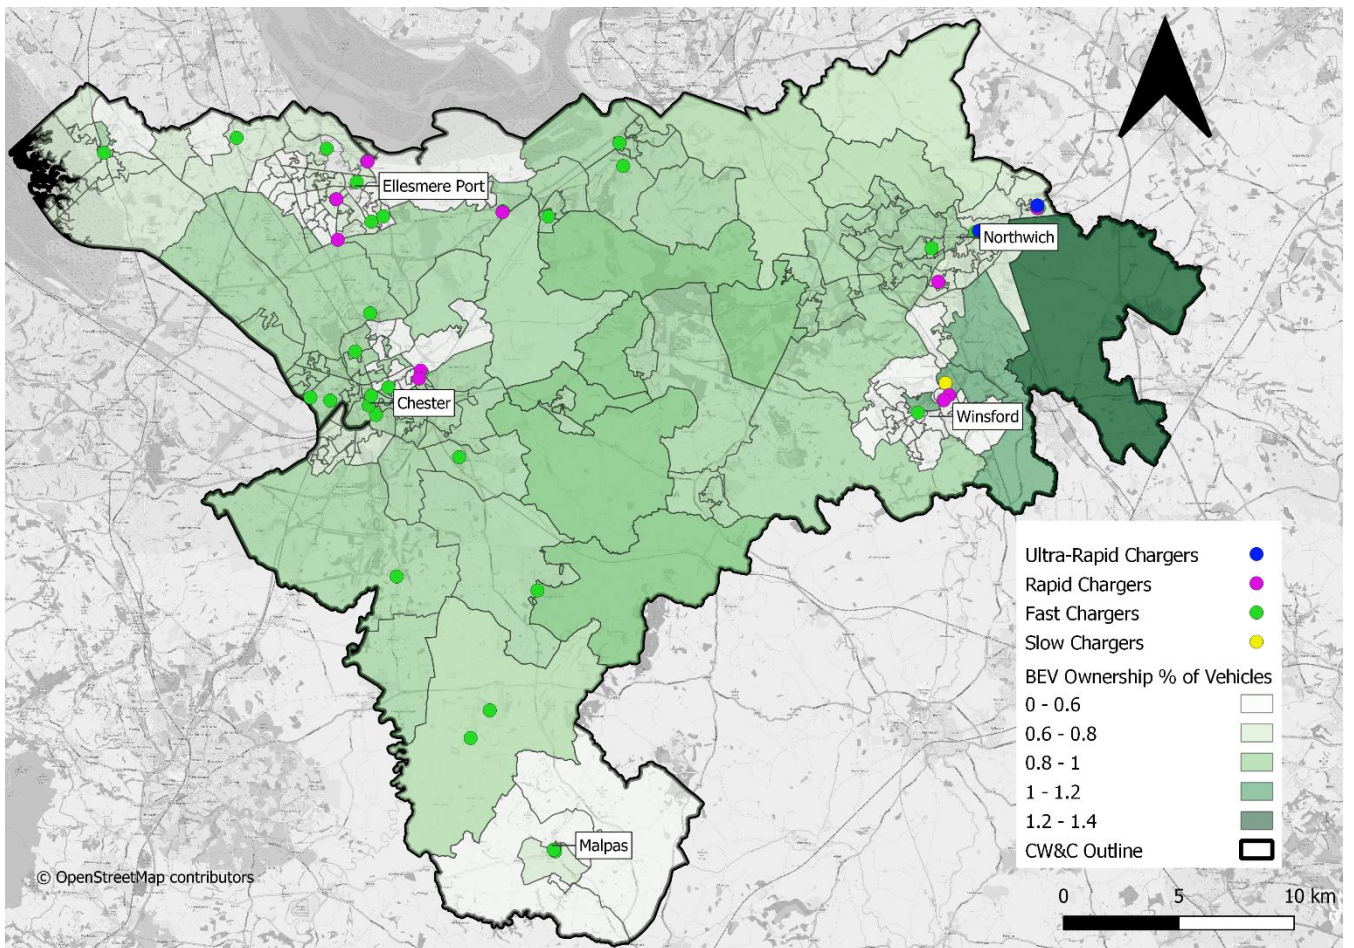 Ellesmere Port
Northwich
Chester
Winsford
Malpas
Ultra-Rapid Chargers
Rapid Chargers
Fast Chargers
Slow Chargers
BEV Ownership % of Vehicles
0 - 0.6
0.6 - 0.8
0.8 - 1
1 - 1.2
1.2 - 1.4
CW&C Outline
© OpenStreetMap contributors
0 5 10 km